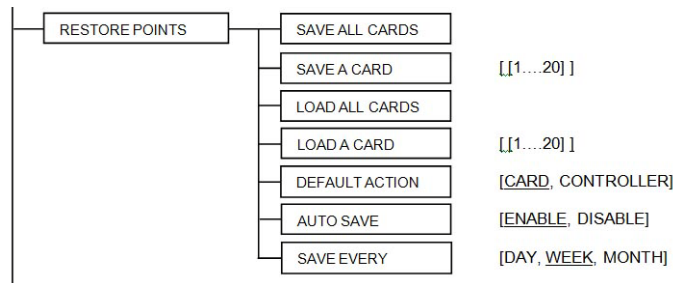 RESTORE POINTS
SAVE ALL CARDS
SAVE A CARD [ [1….20] ]
LOAD ALL CARDS
LOAD A CARD [ [1….20] ]
DEFAULT ACTION [CARD, CONTROLLER]
AUTO SAVE [ENABLE, DISABLE]
SAVE EVERY [DAY, WEEK, MONTH]